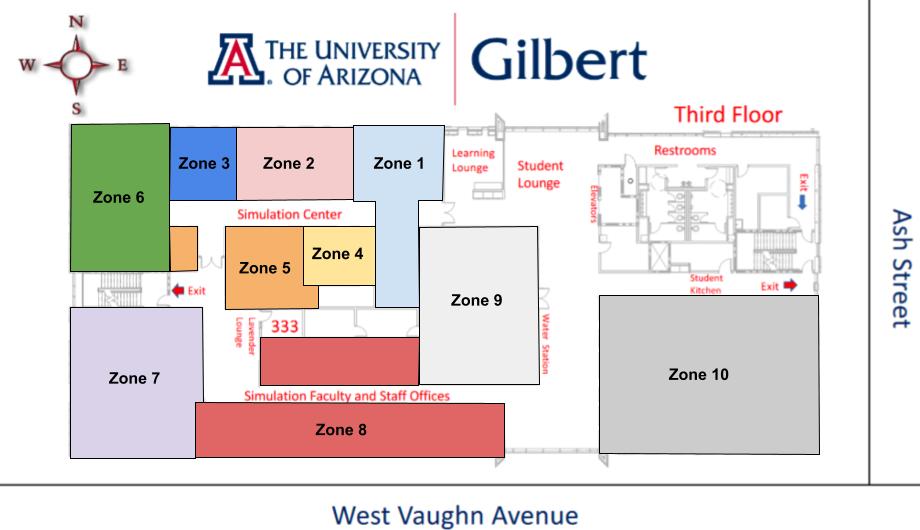 N
W E
S
THE UNIVERSITY
OF ARIZONA
Gilbert
Third Floor
Zone 6
Zone 3
Zone 2
Zone 1
Learning
Lounge
Student
Lounge
Restrooms
Elevators
Exit
Simulation Center
Zone 5
Zone 4
Exit
Zone 9
Student
Kitchen
Exit
Ash Street
Lavender
Lounge
333
Water Station
Zone 7
Zone 10
Simulation Faculty and Staff Offices
Zone 8
West Vaughn Avenue